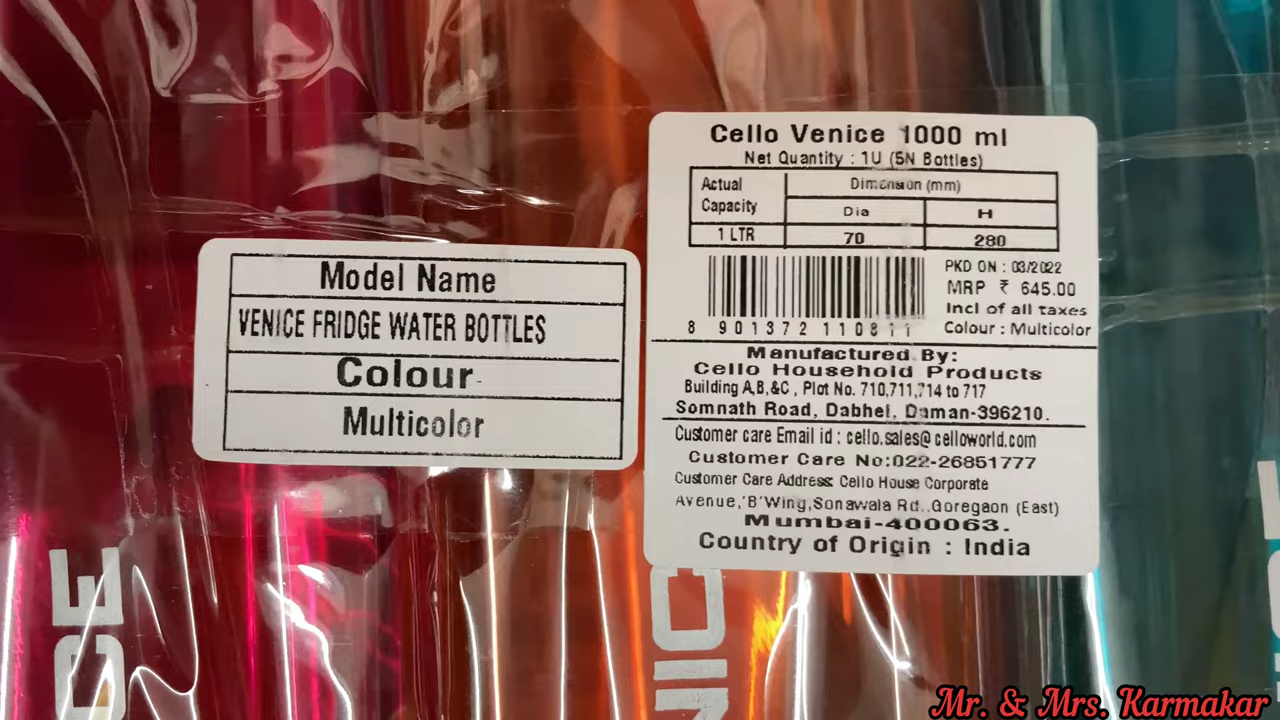 Model Name
VENICE FRIDGE WATER BOTTLES
Colour
Multicolor
Cello Venice 1000 ml
Net Quantity : 1U (5N Bottles)
Actual Capacity
Dimension (mm)
Dia
H
1 LTR
70
280
PKD ON : 03/2022
MRP ₹ 645.00
Incl of all taxes
Colour : Multicolor
8 901372 110811
Manufactured By:
Cello Household Products
Building A,B,&C , Plot No. 710,711,714 to 717
Somnath Road, Dabhel, Daman-396210.
Customer care Email id : cello.sales@celloworld.com
Customer Care No:022-26851777
Customer Care Address: Cello House Corporate
Avenue,'B'Wing,Sonawala Rd.,Goregaon (East)
Mumbai-400063.
Country of Origin : India
Mr. & Mrs. Karmakar